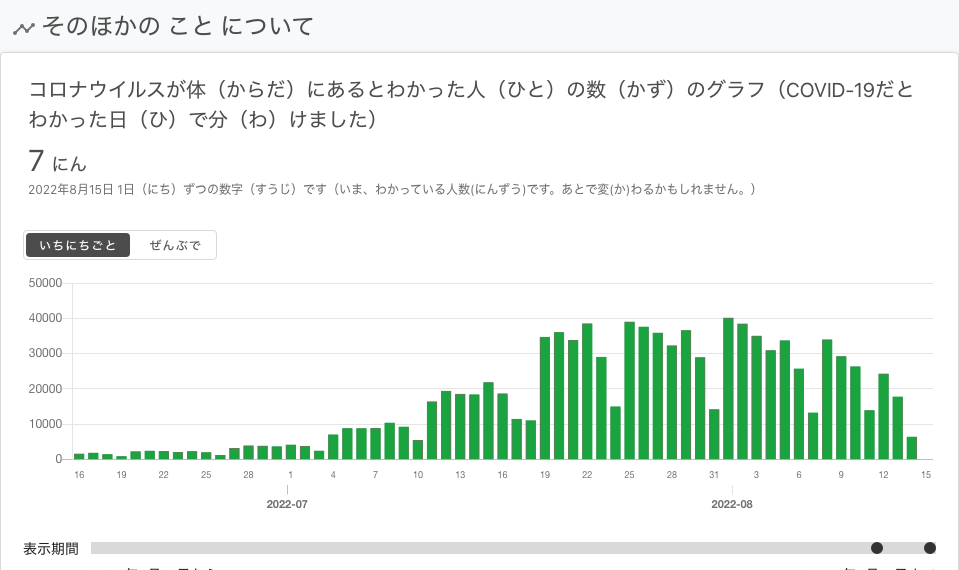 そのほかの こと について
コロナウイルスが体（からだ）にあるとわかった人（ひと）の数（かず）のグラフ（COVID-19だと
わかった日（ひ）で分（わ）けました）
7 にん
2022年8月15日 1日（にち）ずつの数字（すうじ）です（いま、わかっている人数(にんずう)です。あとで変(か)わるかもしれません。）
いちにちごと ぜんぶで
50000
40000
30000
20000
10000
0
16 19 22 25 28 1 4 7 10 13 16 19 22 25 28 31 3 6 9 12 15
2022-07 2022-08
表示期間